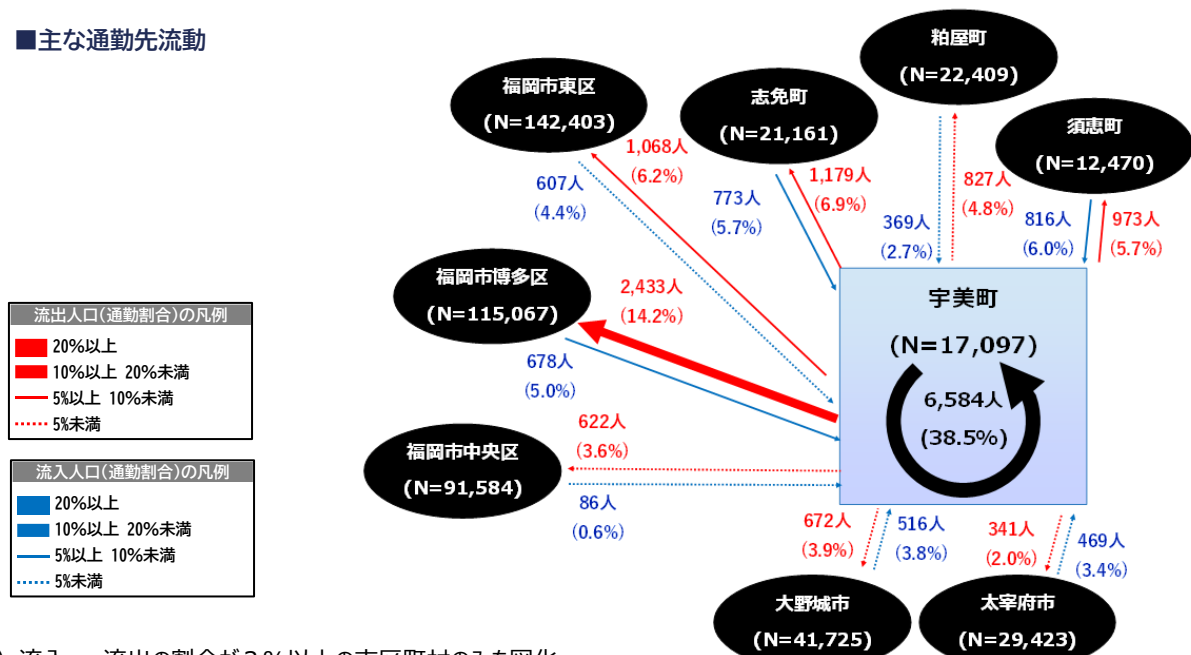 ■主な通勤先流動
粕屋町
(N=22,409)
福岡市東区
(N=142,403)
志免町
(N=21,161)
須恵町
(N=12,470)
1,068人
(6.2%)
607人
(4.4%)
1,179人
(6.9%)
773人
(5.7%)
827人
(4.8%)
369人
(2.7%)
816人
(6.0%)
973人
(5.7%)
福岡市博多区
(N=115,067)
2,433人
(14.2%)
678人
(5.0%)
宇美町
(N=17,097)
6,584人
(38.5%)
流出人口(通勤割合)の凡例
20%以上
10%以上 20%未満
5%以上 10%未満
5%未満
流入人口(通勤割合)の凡例
20%以上
10%以上 20%未満
5%以上 10%未満
5%未満
福岡市中央区
(N=91,584)
622人
(3.6%)
86人
(0.6%)
672人
(3.9%)
516人
(3.8%)
341人
(2.0%)
469人
(3.4%)
大野城市
(N=41,725)
太宰府市
(N=29,423)